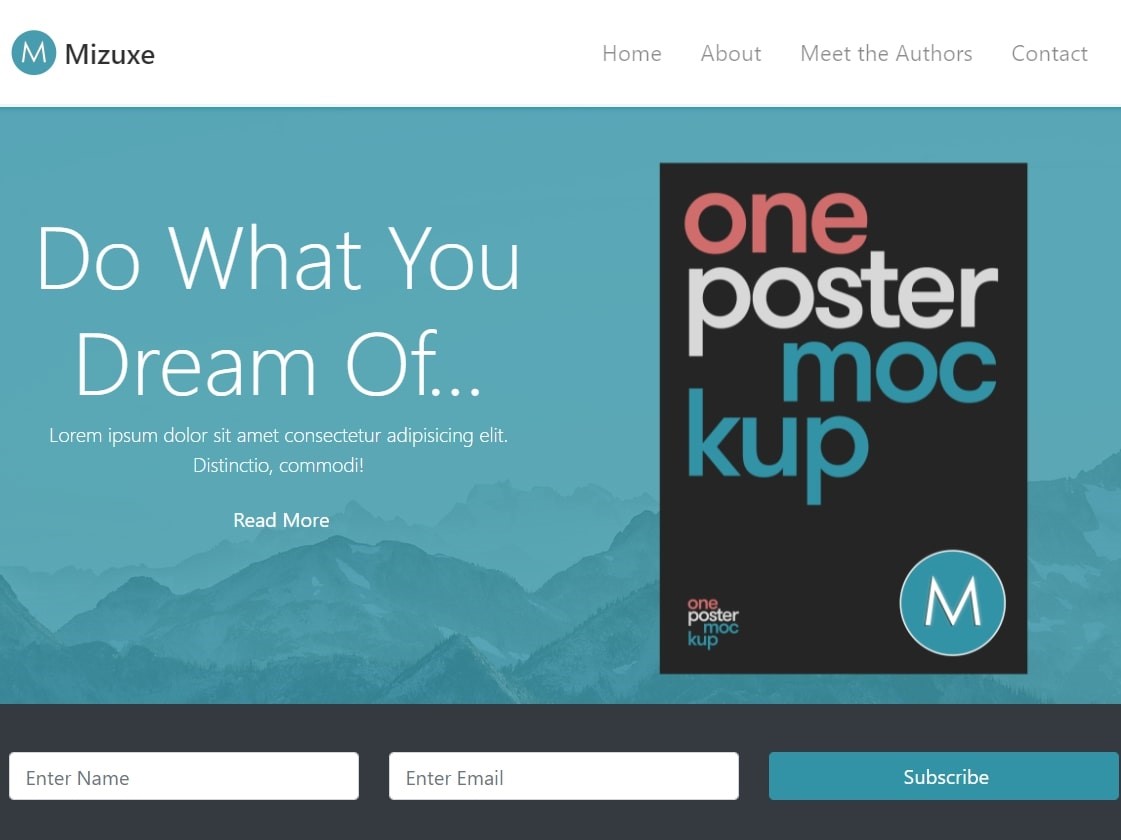 M Mizuxe
Home About Meet the Authors Contact
Do What You
Dream Of...
Lorem ipsum dolor sit amet consectetur adipisicing elit.
Distinctio, commodi!
Read More
one
poster
moc
kup
one
poster
moc
kup
M
Enter Name
Enter Email
Subscribe